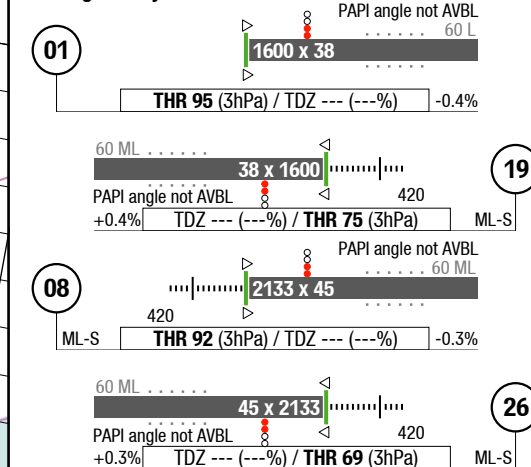 PAPI angle not AVBL
60 L
01
1600 x 38
THR 95 (3hPa) / TDZ --- (---%) -0.4%
60 ML
38 x 1600
19
PAPI angle not AVBL 420
+0.4% TDZ --- (---%) / THR 75 (3hPa) ML-S
PAPI angle not AVBL
60 ML
08
2133 x 45
420
ML-S THR 92 (3hPa) / TDZ --- (---%) -0.3%
60 ML
45 x 2133
26
PAPI angle not AVBL 420
+0.3% TDZ --- (---%) / THR 69 (3hPa) ML-S